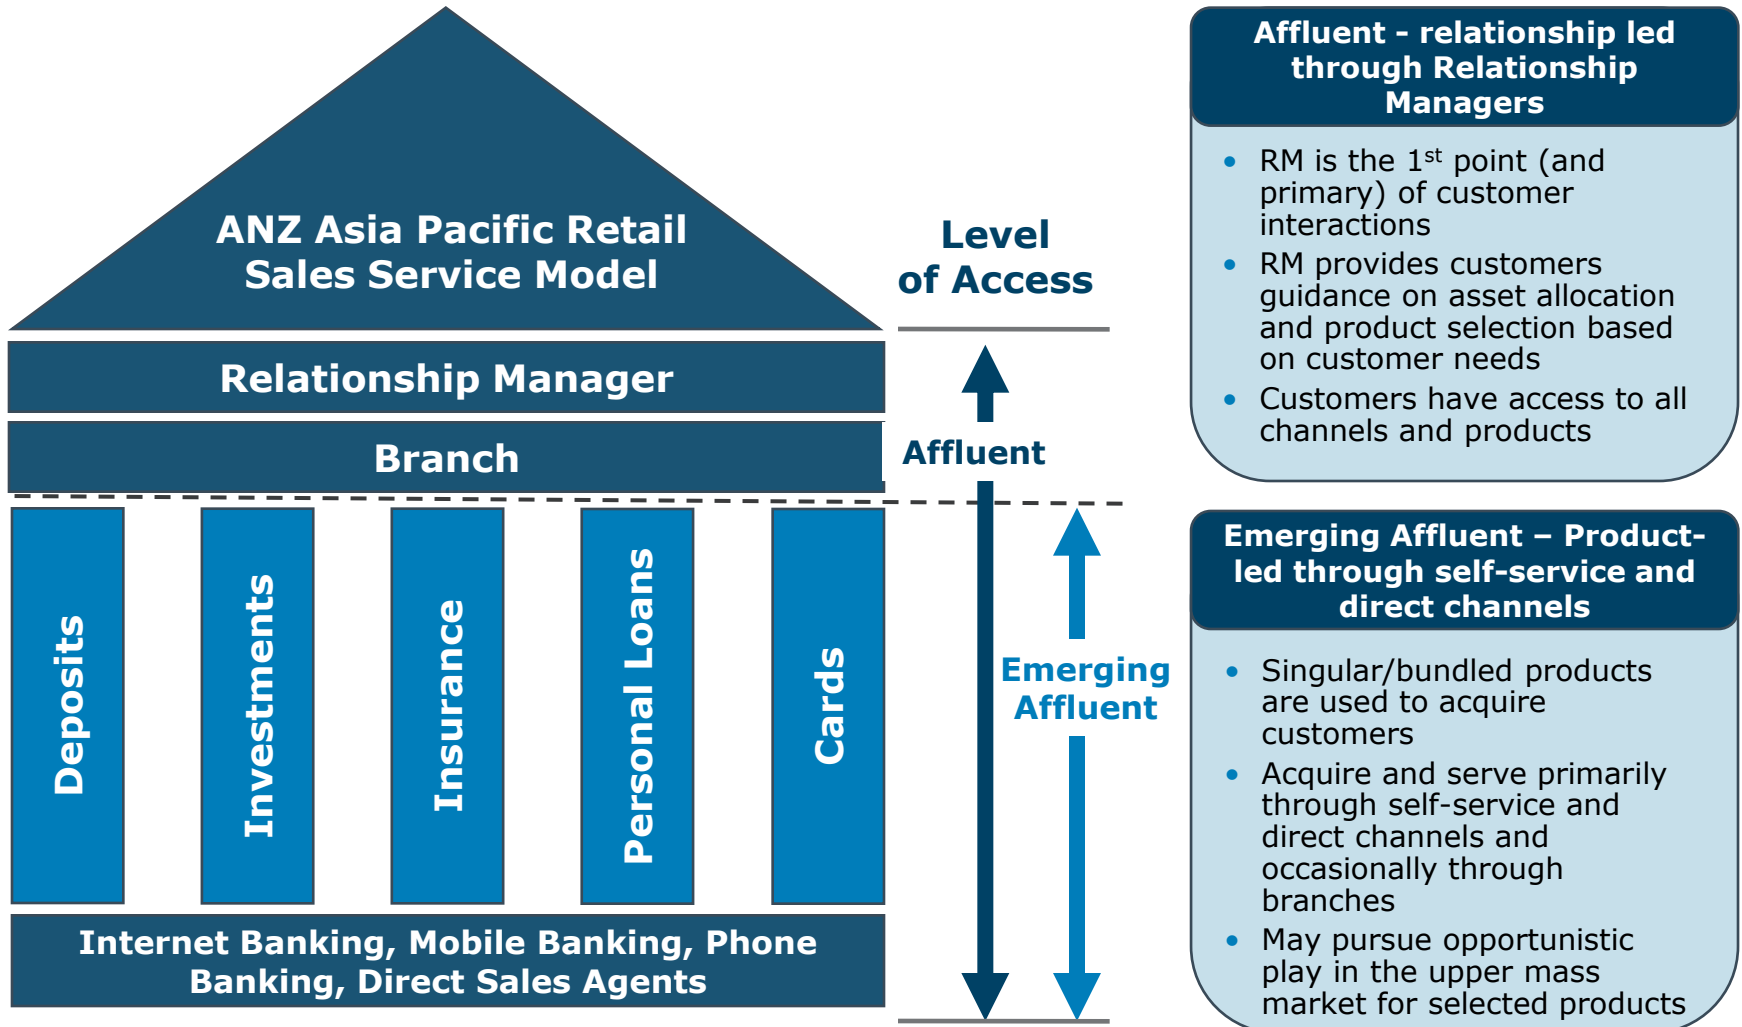 ANZ Asia Pacific Retail
Sales Service Model
Relationship Manager
Branch
Deposits
Investments
Insurance
Personal Loans
Cards
Internet Banking, Mobile Banking, Phone
Banking, Direct Sales Agents
Level
of Access
Affluent
Emerging
Affluent
Affluent - relationship led
through Relationship
Managers
• RM is the 1st point (and
primary) of customer
interactions
• RM provides customers
guidance on asset allocation
and product selection based
on customer needs
• Customers have access to all
channels and products
Emerging Affluent – Product-
led through self-service and
direct channels
• Singular/bundled products
are used to acquire
customers
• Acquire and serve primarily
through self-service and
direct channels and
occasionally through
branches
• May pursue opportunistic
play in the upper mass
market for selected products